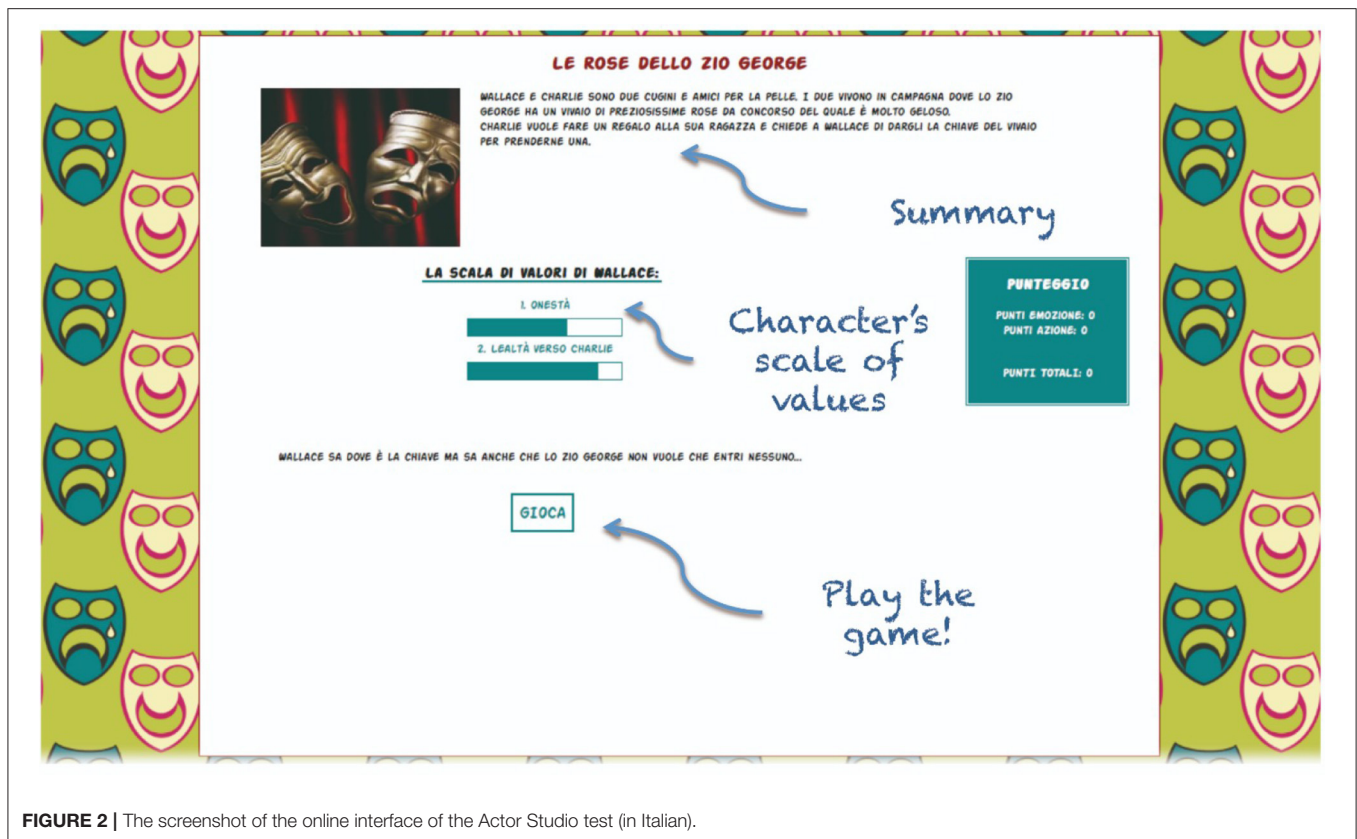 LE ROSE DELLO ZIO GEORGE
WALLACE E CHARLIE SONO DUE CUGINI E AMICI PER LA PELLE. I DUE VIVONO IN CAMPAGNA DOVE LO ZIO
GEORGE HA UN VIVAIO DI PREZIOSISSIME ROSE DA CONCORSO DEL QUALE È MOLTO GELOSO.
CHARLIE VUOLE FARE UN REGALO ALLA SUA RAGAZZA E CHIEDE A WALLACE DI DARGLI LA CHIAVE DEL VIVAIO
PER PRENDERNE UNA.
Summary
LA SCALA DI VALORI DI WALLACE:
1. ONESTÀ
2. LEALTÀ VERSO CHARLIE
Character's
scale of
values
PUNTEGGIO
PUNTI EMOZIONE: 0
PUNTI AZIONE: 0
PUNTI TOTALI: 0
WALLACE SA DOVE È LA CHIAVE MA SA ANCHE CHE LO ZIO GEORGE NON VUOLE CHE ENTRI NESSUNO...
GIOCA
Play the
game!
FIGURE 2 | The screenshot of the online interface of the Actor Studio test (in Italian).